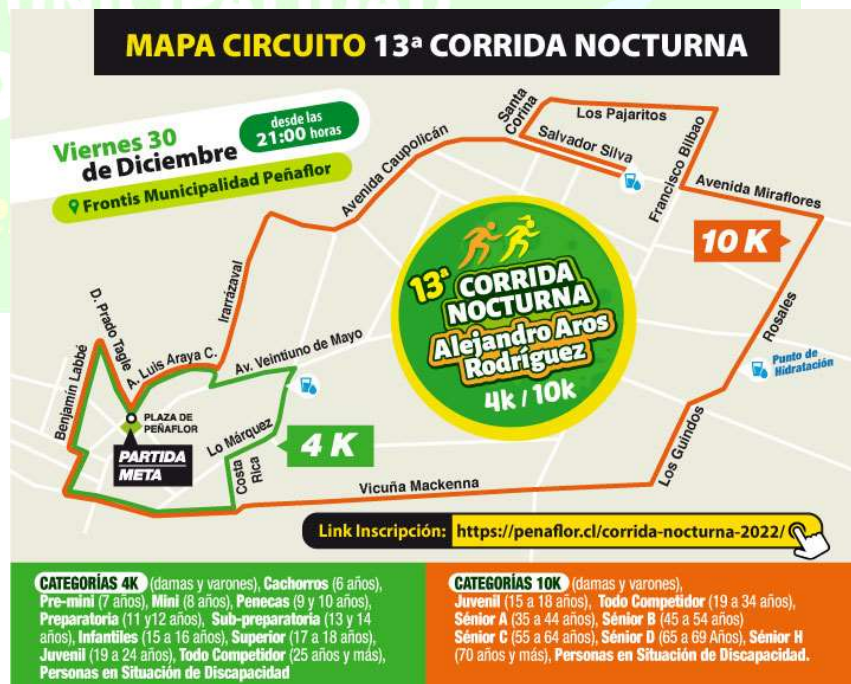 MUNICIPALIDAD
MAPA CIRCUITO 13ª CORRIDA NOCTURNA
Viernes 30
de Diciembre
desde las
21:00 horas
Frontis Municipalidad Peñaflor
Santa
Corina
Los Pajaritos
Salvador Silva
Francisco Bilbao
Avenida Miraflores
Avenida Caupolicán
10 K
Irarrázaval
Rosales
13ª
CORRIDA
NOCTURNA
Alejandro Aros
Rodríguez
4k / 10k
D. Prado Tagle
A. Luis Araya C.
Av. Veintiuno de Mayo
Punto de
Hidratación
Benjamín Labbé
PLAZA DE
PEÑAFLOR
PARTIDA
META
Lo Márquez
4 K
Costa
Rica
Los Guindos
Vicuña Mackenna
Link Inscripción: https://penaflor.cl/corrida-nocturna-2022/
CATEGORÍAS 4K (damas y varones), Cachorros (6 años),
Pre-mini (7 años), Mini (8 años), Penecas (9 y 10 años),
Preparatoria (11 y12 años), Sub-preparatoria (13 y 14
años), Infantiles (15 a 16 años), Superior (17 a 18 años),
Juvenil (19 a 24 años), Todo Competidor (25 años y más),
Personas en Situación de Discapacidad
CATEGORÍAS 10K (damas y varones),
Juvenil (15 a 18 años), Todo Competidor (19 a 34 años),
Sénior A (35 a 44 años), Sénior B (45 a 54 años)
Sénior C (55 a 64 años), Sénior D (65 a 69 Años), Sénior H
(70 años y más), Personas en Situación de Discapacidad.